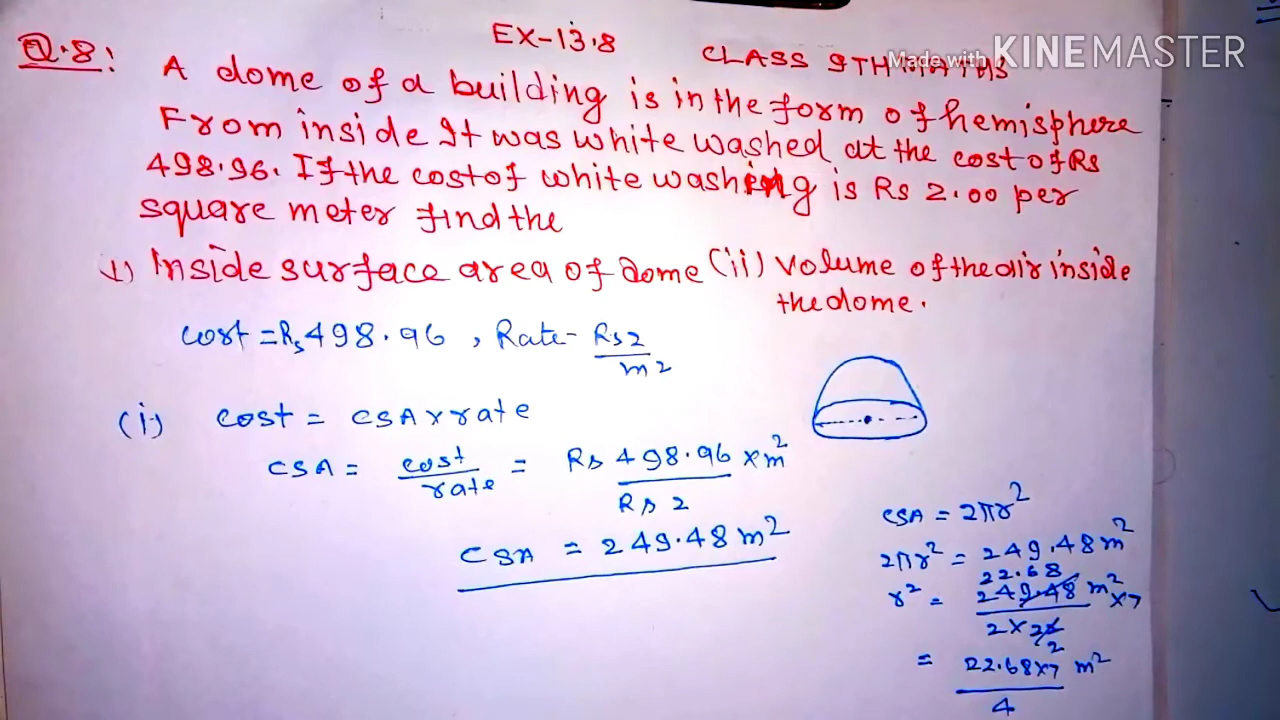 EX-13.8
CLASS 9TH MATHS
Made with KINEMASTER
Q.8: A dome of a building is in the form of hemisphere
From inside It was white washed at the cost of Rs
498.96. If the cost of white washing is Rs 2.00 per
square meter find the
i) Inside surface area of dome (ii) volume of the air inside
the dome.
cost = Rs 498.96, Rate - Rs 2 / m²
(i) cost = CSA × rate
CSA = cost / rate = Rs 498.96 × m² / Rs 2
CSA = 249.48 m²
CSA = 2πr²
2πr² = 249.48 m²
22.68
r² = 249.48 m² × 7 / 2 × 22
2
= 22.68 × 7 m² / 4